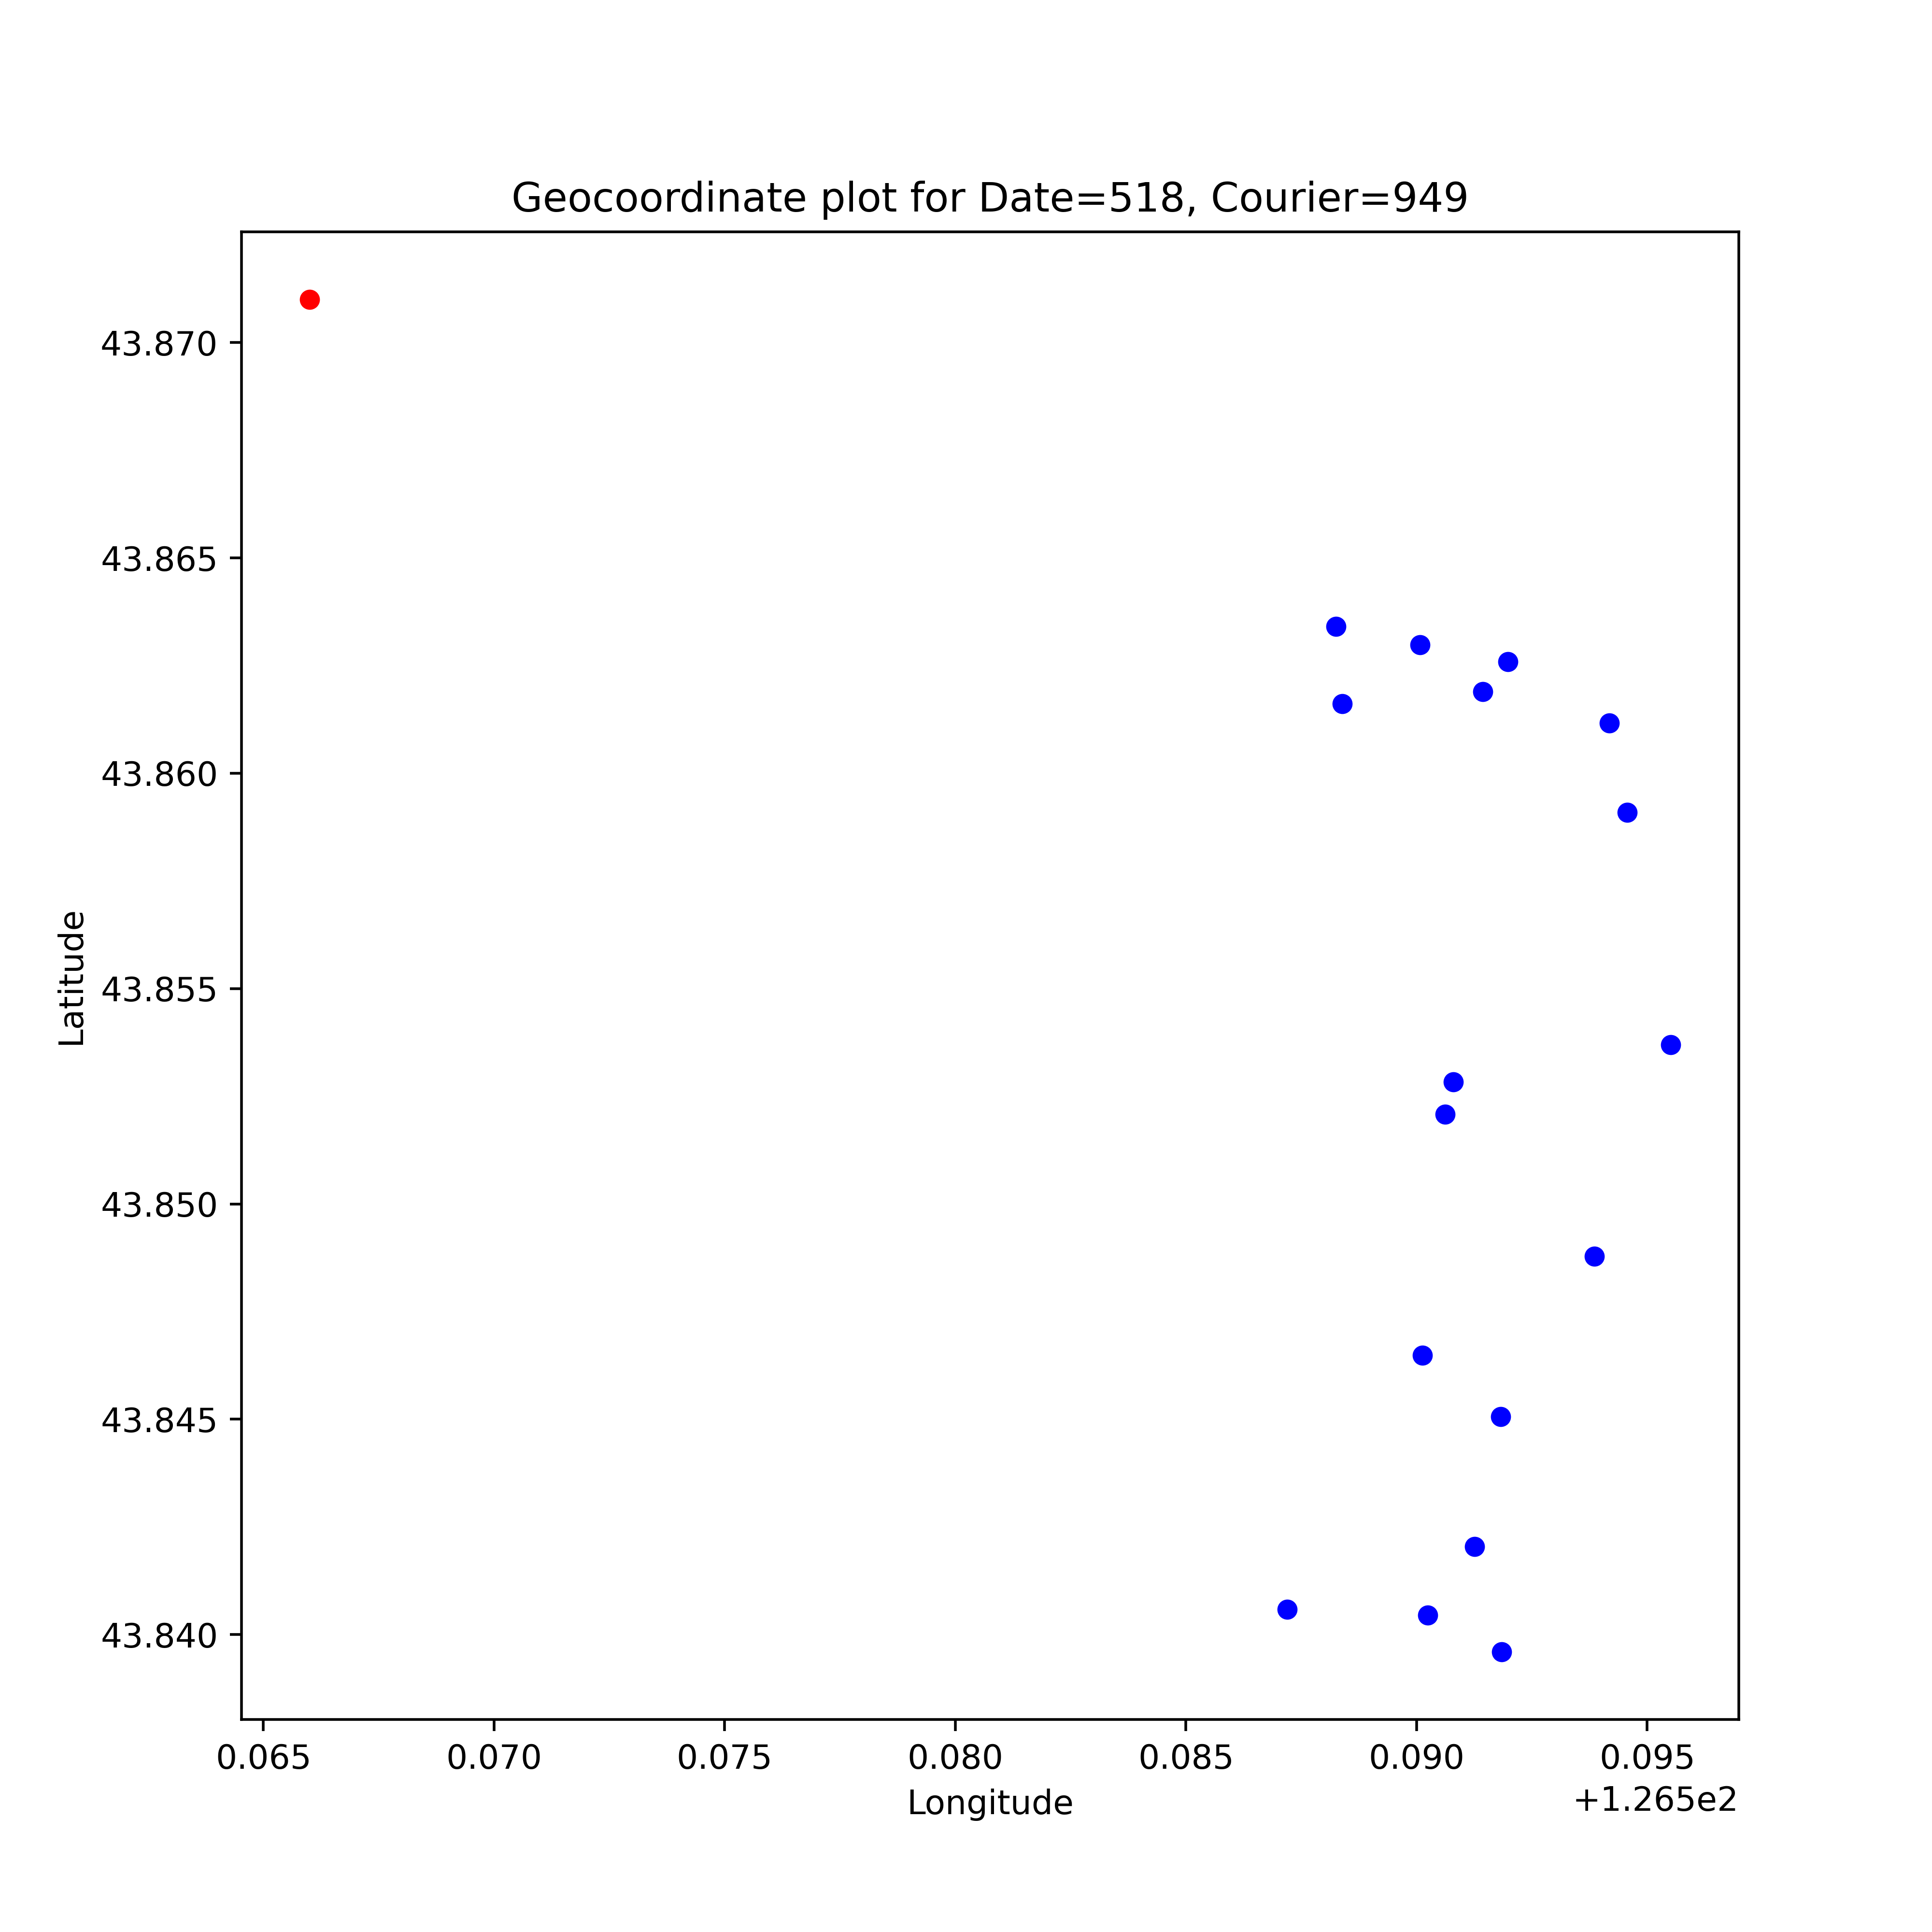 Geocoordinate plot for Date=518, Courier=949
43.870
43.865
43.860
43.855
43.850
43.845
43.840
Latitude
0.065 0.070 0.075 0.080 0.085 0.090 0.095
+1.265e2
Longitude